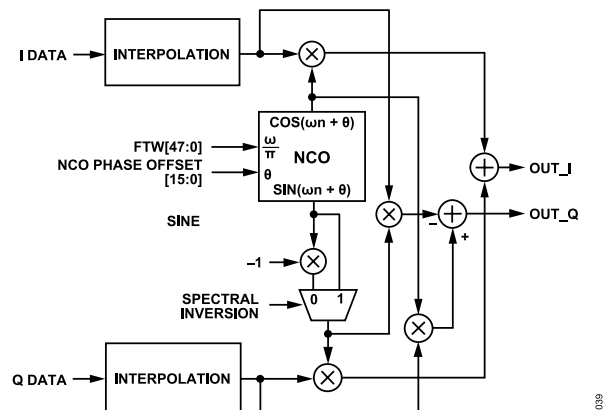 I DATA
INTERPOLATION
COS(ωn + θ)
FTW[47:0]
ω
π
NCO
NCO PHASE OFFSET
[15:0]
θ
SIN(ωn + θ)
OUT_I
OUT_Q
–
+
SINE
–1
0 1
SPECTRAL
INVERSION
Q DATA
INTERPOLATION
039